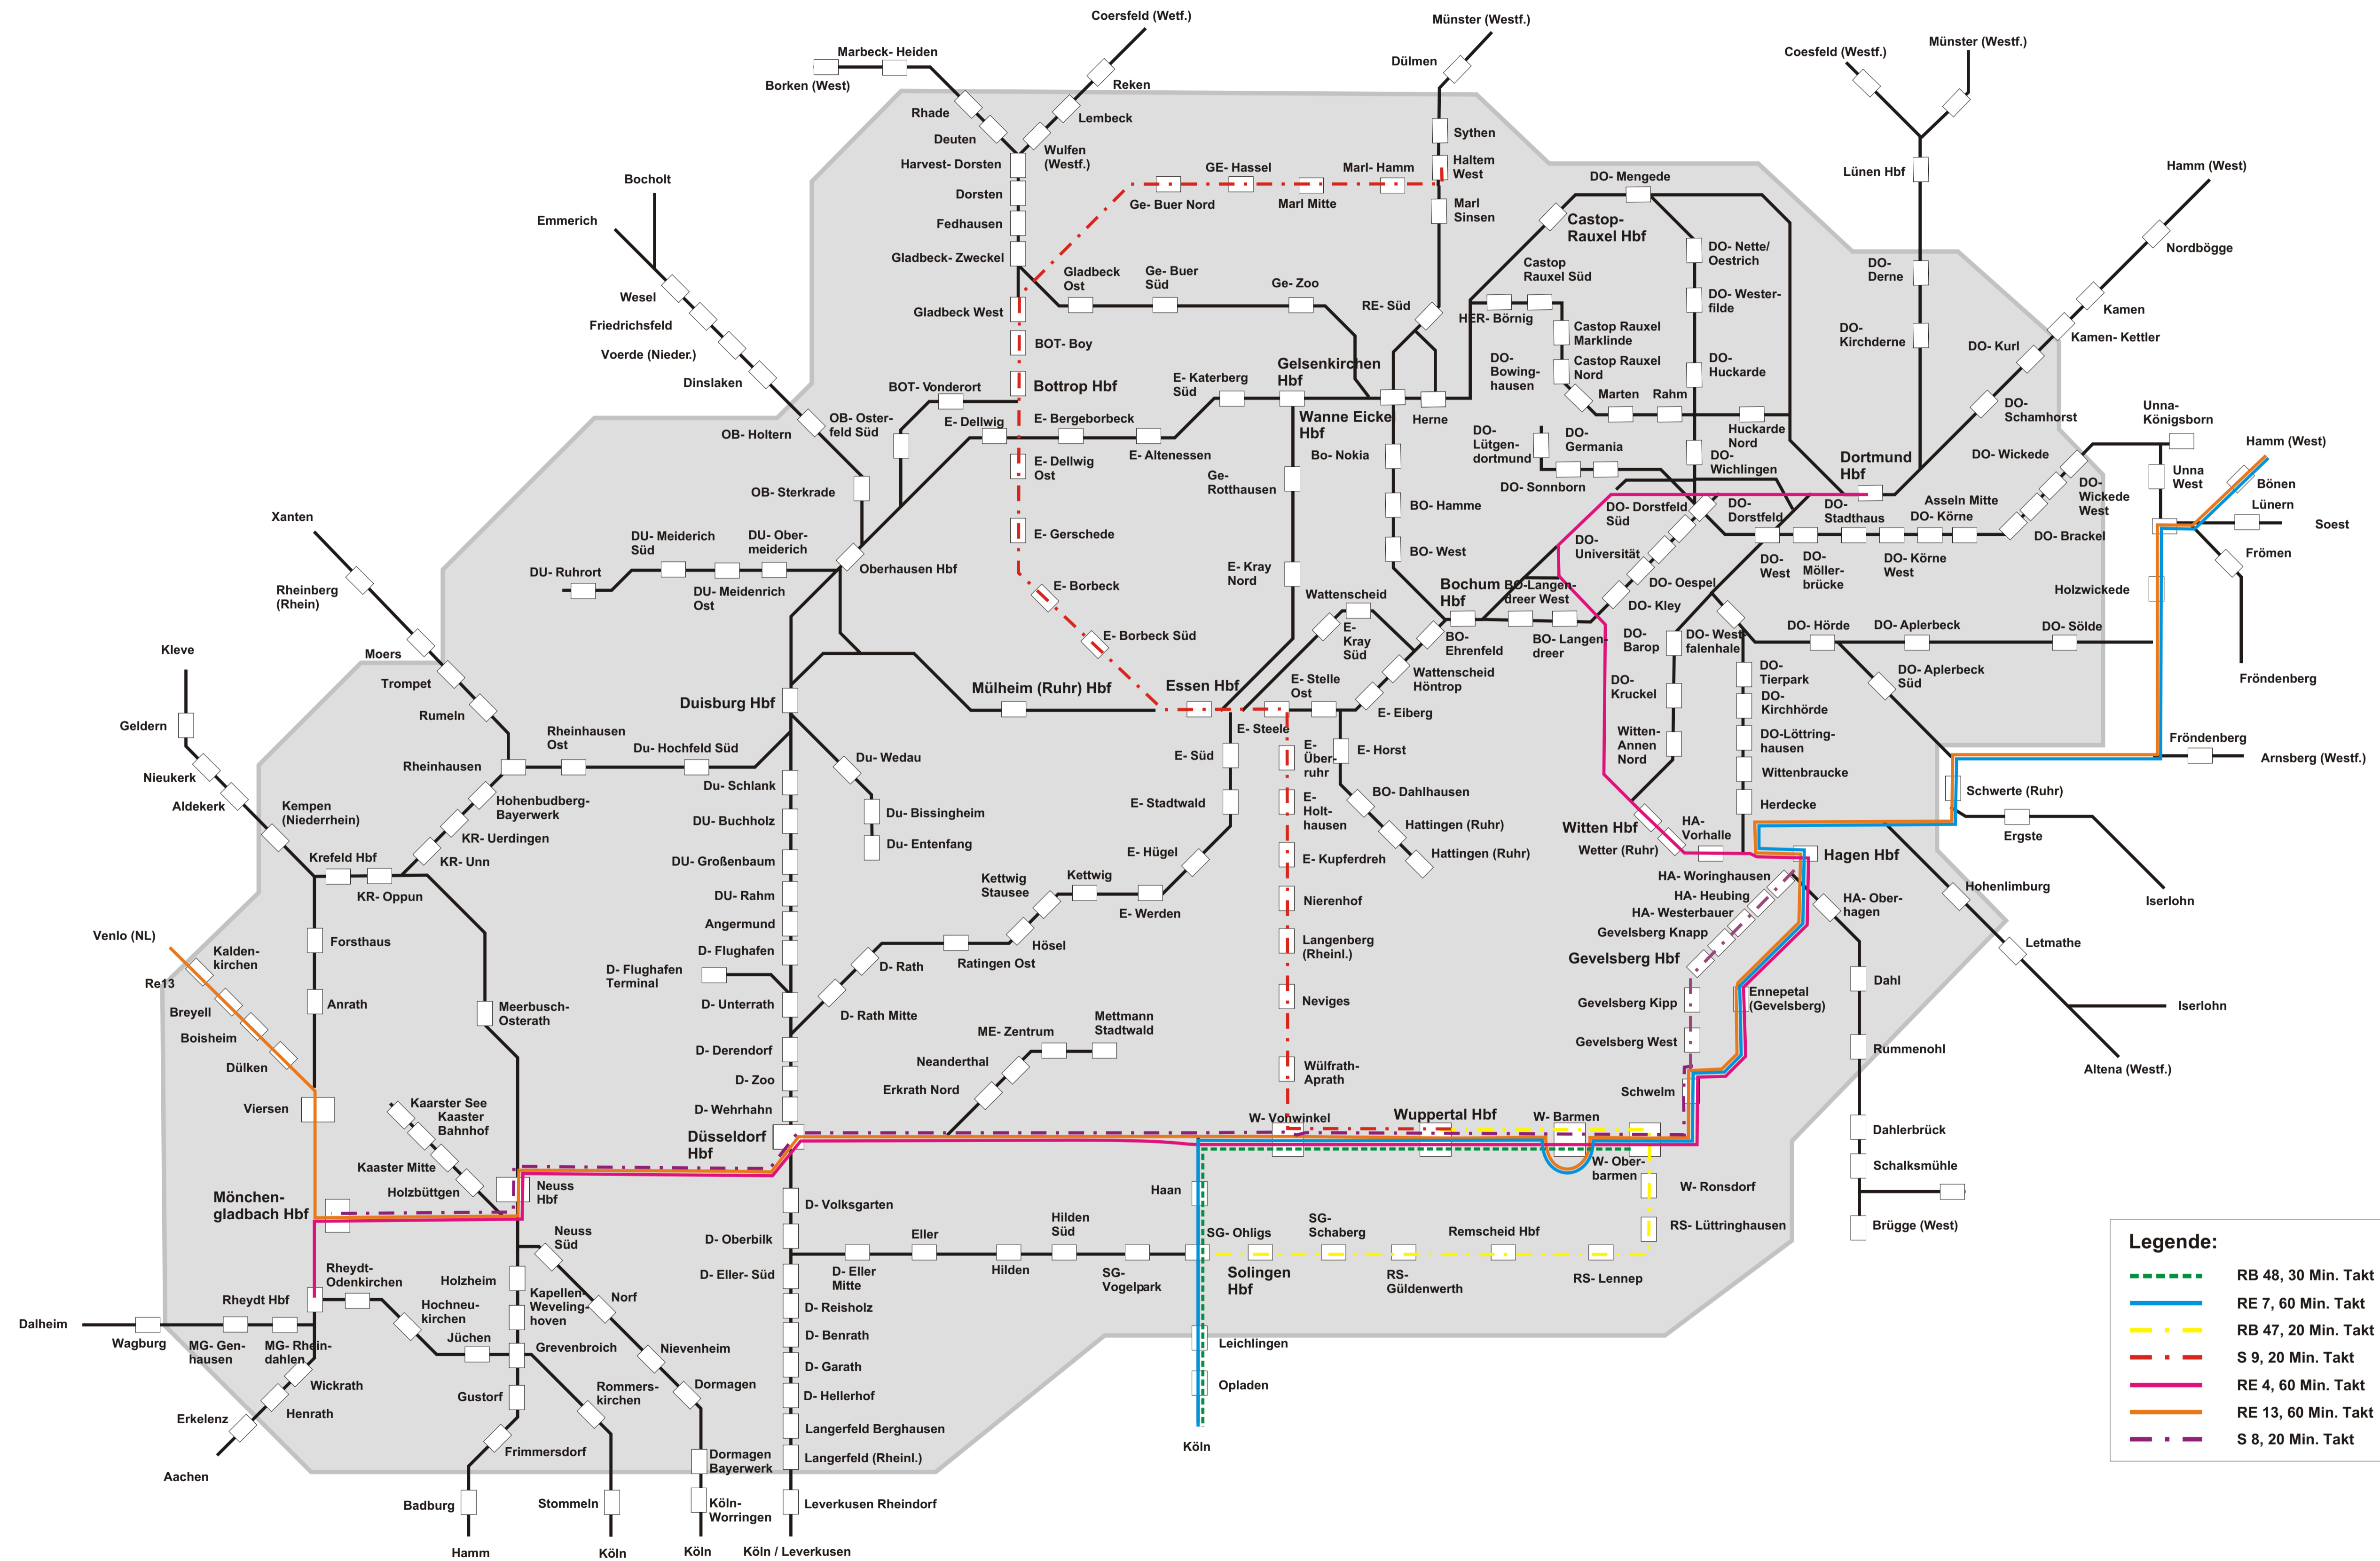 Coersfeld (Wetf.)
Münster (Westf.)
Marbeck- Heiden
Borken (West)
Reken
Dülmen
Coesfeld (Westf.)
Münster (Westf.)
Rhade
Lembeck
Deuten
Wulfen
(Westf.)
Harvest- Dorsten
Dorsten
Fedhausen
Gladbeck- Zweckel
Sythen
Haltem
West
GE- Hassel
Marl- Hamm
Ge- Buer Nord
Marl Mitte
Marl
Sinsen
DO- Mengede
Castop-
Rauxel Hbf
Lünen Hbf
Hamm (West)
Nordbögge
Bocholt
Emmerich
Wesel
Friedrichsfeld
Voerde (Nieder.)
Dinslaken
OB- Holtern
OB- Sterkrade
Gladbeck
Ost
Ge- Buer
Süd
Ge- Zoo
Gladbeck West
BOT- Boy
BOT- Vonderort
Bottrop Hbf
OB- Oster-
feld Süd
E- Dellwig
E- Bergeborbeck
E- Altenessen
E- Katerberg
Süd
Gelsenkirchen
Hbf
Wanne Eickel
Hbf
RE- Süd
Herne
HER- Börnig
Castop
Rauxel Süd
Castop Rauxel
Marklinde
Castop Rauxel
Nord
DO-
Bowing-
hausen
Marten
Rahm
DO- Nette/
Oestrich
DO- Wester-
filde
DO-
Huckarde
Huckarde
Nord
DO-
Wichlingen
DO-
Derne
DO-
Kirchderne
DO- Kurl
Kamen
Kamen- Kettler
DO-
Schamhorst
Unna-
Königsborn
Unna
West
Hamm (West)
Bönen
Lünern
Soest
Frömen
Fröndenberg
Holzwickede
DO- Wickede
DO-
Wickede
West
Asseln Mitte
DO- Brackel
DO- Körne
DO- Körne
West
DO-
Stadthaus
DO-
Möller-
brücke
DO-
West
DO-
Dorstfeld
DO- Dorstfeld
Süd
Dortmund
Hbf
DO-
Lütgen-
dortmund
DO-
Germania
DO- Sonnborn
DO-
Universität
DO- Oespel
DO- Kley
E- Dellwig
Ost
E- Gerschede
E- Borbeck
E- Borbeck Süd
Ge-
Rotthausen
E- Kray
Nord
Bo- Nokia
BO- Hamme
BO- West
Bochum
Hbf
BO-Langen-
dreer West
BO- Langen-
dreer
BO-
Ehrenfeld
Wattenscheid
E-
Kray
Süd
Wattenscheid
Höntrop
E- Eiberg
E- Stelle
Ost
E- Steele
Essen Hbf
Mülheim (Ruhr) Hbf
Oberhausen Hbf
DU- Ober-
meiderich
DU- Meiderich
Süd
DU- Meidenrich
Ost
DU- Ruhrort
Duisburg Hbf
Xanten
Rheinberg
(Rhein)
Moers
Trompet
Rumeln
Rheinhausen
Rheinhausen
Ost
Du- Hochfeld Süd
Hohenbudberg-
Bayerwerk
KR- Uerdingen
KR- Unn
Kleve
Geldern
Nieukerk
Aldekerk
Kempen
(Niederrhein)
Krefeld Hbf
KR- Oppun
Forsthaus
Anrath
Meerbusch-
Osterath
Venlo (NL)
Re13
Kalden-
kirchen
Breyell
Boisheim
Dülken
Viersen
Kaarster See
Kaaster
Bahnhof
Kaaster Mitte
Holzbüttgen
Mönchen-
gladbach Hbf
Neuss
Hbf
Neuss
Süd
Rheydt-
Odenkirchen
Rheydt Hbf
Hochneu-
kirchen
Jüchen
Dalheim
Wagburg
MG- Gen-
hausen
MG- Rhein-
dahlen
Wickrath
Henrath
Erkelenz
Aachen
Holzheim
Kapellen-
Weveling-
hoven
Grevenbroich
Gustorf
Frimmersdorf
Badburg
Hamm
Norf
Nievenheim
Dormagen
Rommers-
kirchen
Stommeln
Köln
Dormagen
Bayerwerk
Köln-
Worringen
Köln
Du- Wedau
Du- Bissingheim
Du- Entenfang
Du- Schlank
DU- Buchholz
DU- Großenbaum
DU- Rahm
Angermund
D- Flughafen
D- Flughafen
Terminal
D- Unterrath
D- Derendorf
D- Zoo
D- Wehrhahn
Düsseldorf
Hbf
D- Volksgarten
D- Oberbilk
D- Eller- Süd
D- Reisholz
D- Benrath
D- Garath
D- Hellerhof
Langerfeld Berghausen
Langerfeld (Rheinl.)
Leverkusen Rheindorf
Köln / Leverkusen
D- Rath
D- Rath Mitte
Ratingen Ost
Hösel
Kettwig
Stausee
Kettwig
E- Werden
E- Hügel
E- Stadtwald
E- Süd
ME- Zentrum
Mettmann
Stadtwald
Neanderthal
Erkrath Nord
E-
Über-
ruhr
E-
Holt-
hausen
E- Kupferdreh
Nierenhof
Langenberg
(Rheinl.)
Neviges
Wülfrath-
Aprath
E- Horst
BO- Dahlhausen
Hattingen (Ruhr)
Hattingen (Ruhr)
W- Vohwinkel
Wuppertal Hbf
W- Barmen
W- Ober-
barmen
W- Ronsdorf
RS- Lüttringhausen
Haan
SG- Ohligs
SG-
Schaberg
Remscheid Hbf
RS-
Güldenwerth
RS- Lennep
Solingen
Hbf
SG-
Vogelpark
Hilden
Süd
Hilden
Eller
D- Eller
Mitte
Leichlingen
Opladen
Köln
DO-
Barop
DO- West-
falenhale
DO-
Kruckel
Witten-
Annen
Nord
DO- Hörde
DO- Aplerbeck
DO- Sölde
DO- Aplerbeck
Süd
DO-
Tierpark
DO-
Kirchhörde
DO-Löttring-
hausen
Wittenbraucke
Herdecke
Witten Hbf
Wetter (Ruhr)
HA-
Vorhalle
Hagen Hbf
HA- Woringhausen
HA- Heubing
HA- Westerbauer
Gevelsberg Knapp
Gevelsberg Hbf
Gevelsberg Kipp
Gevelsberg West
Schwelm
Ennepetal
(Gevelsberg)
HA- Ober-
hagen
Dahl
Rummenohl
Dahlerbrück
Schalksmühle
Brügge (West)
Fröndenberg
Arnsberg (Westf.)
Schwerte (Ruhr)
Ergste
Iserlohn
Hohenlimburg
Letmathe
Iserlohn
Altena (Westf.)
Legende:
RB 48, 30 Min. Takt
RE 7, 60 Min. Takt
RB 47, 20 Min. Takt
S 9, 20 Min. Takt
RE 4, 60 Min. Takt
RE 13, 60 Min. Takt
S 8, 20 Min. Takt